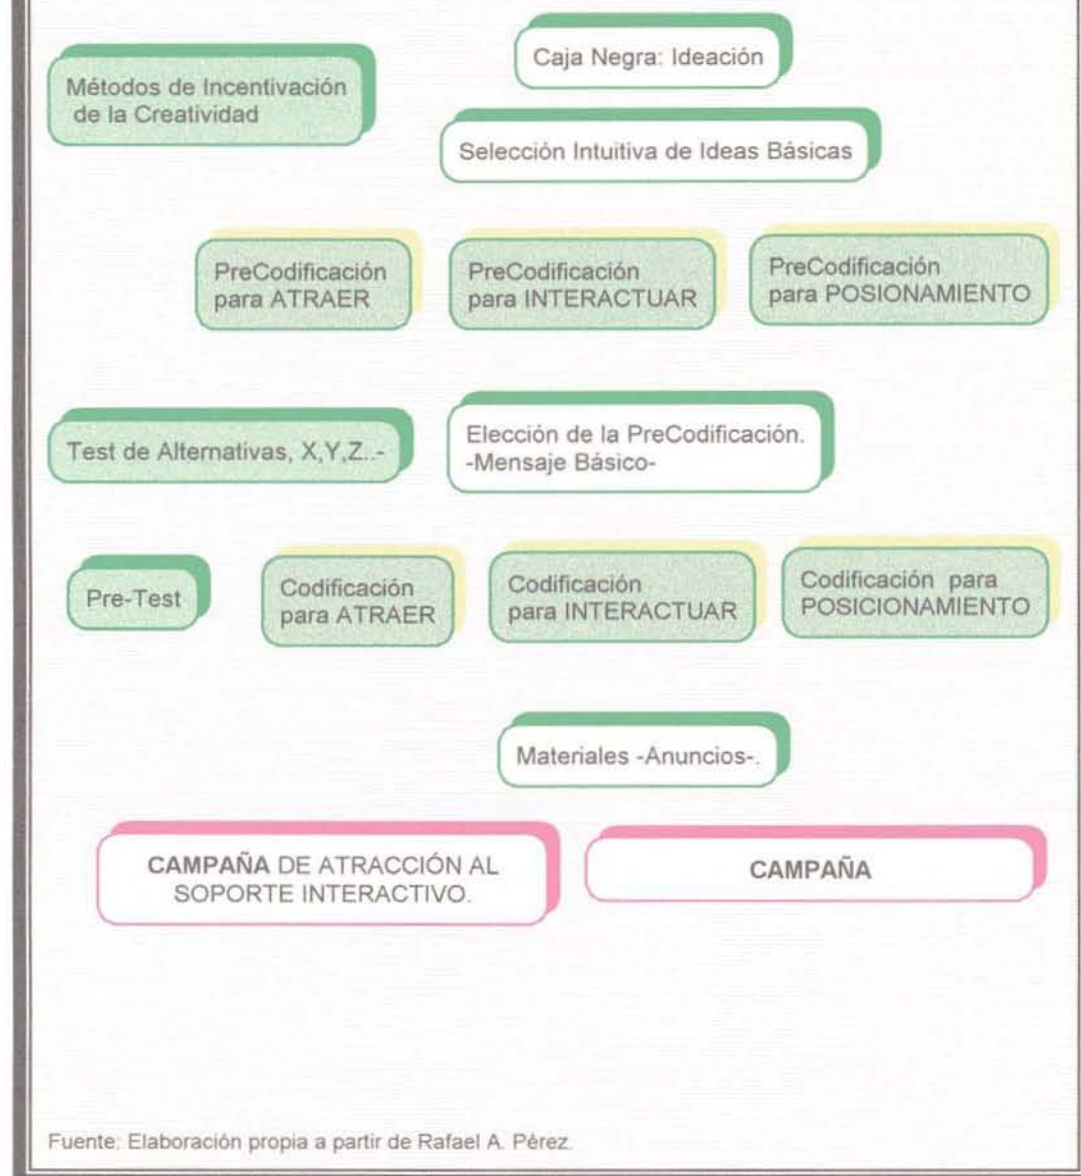 Caja Negra: Ideación
Métodos de Incentivación
de la Creatividad
Selección Intuitiva de Ideas Básicas
PreCodificación
para ATRAER
PreCodificación
para INTERACTUAR
PreCodificación
para POSIONAMIENTO
Test de Alternativas, X,Y,Z..-
Elección de la PreCodificación.
-Mensaje Básico-
Pre-Test
Codificación
para ATRAER
Codificación
para INTERACTUAR
Codificación para
POSICIONAMIENTO
Materiales -Anuncios-.
CAMPAÑA DE ATRACCIÓN AL
SOPORTE INTERACTIVO.
CAMPAÑA
Fuente: Elaboración propia a partir de Rafael A. Pérez.